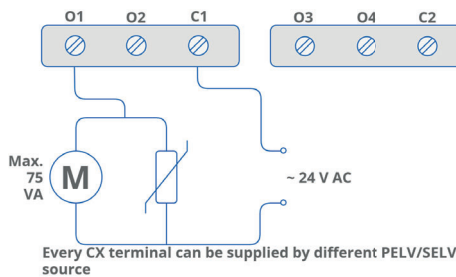 O1 O2 C1 O3 O4 C2
Max.
75
VA
M
~ 24 V AC
Every CX terminal can be supplied by different PELV/SELV
source